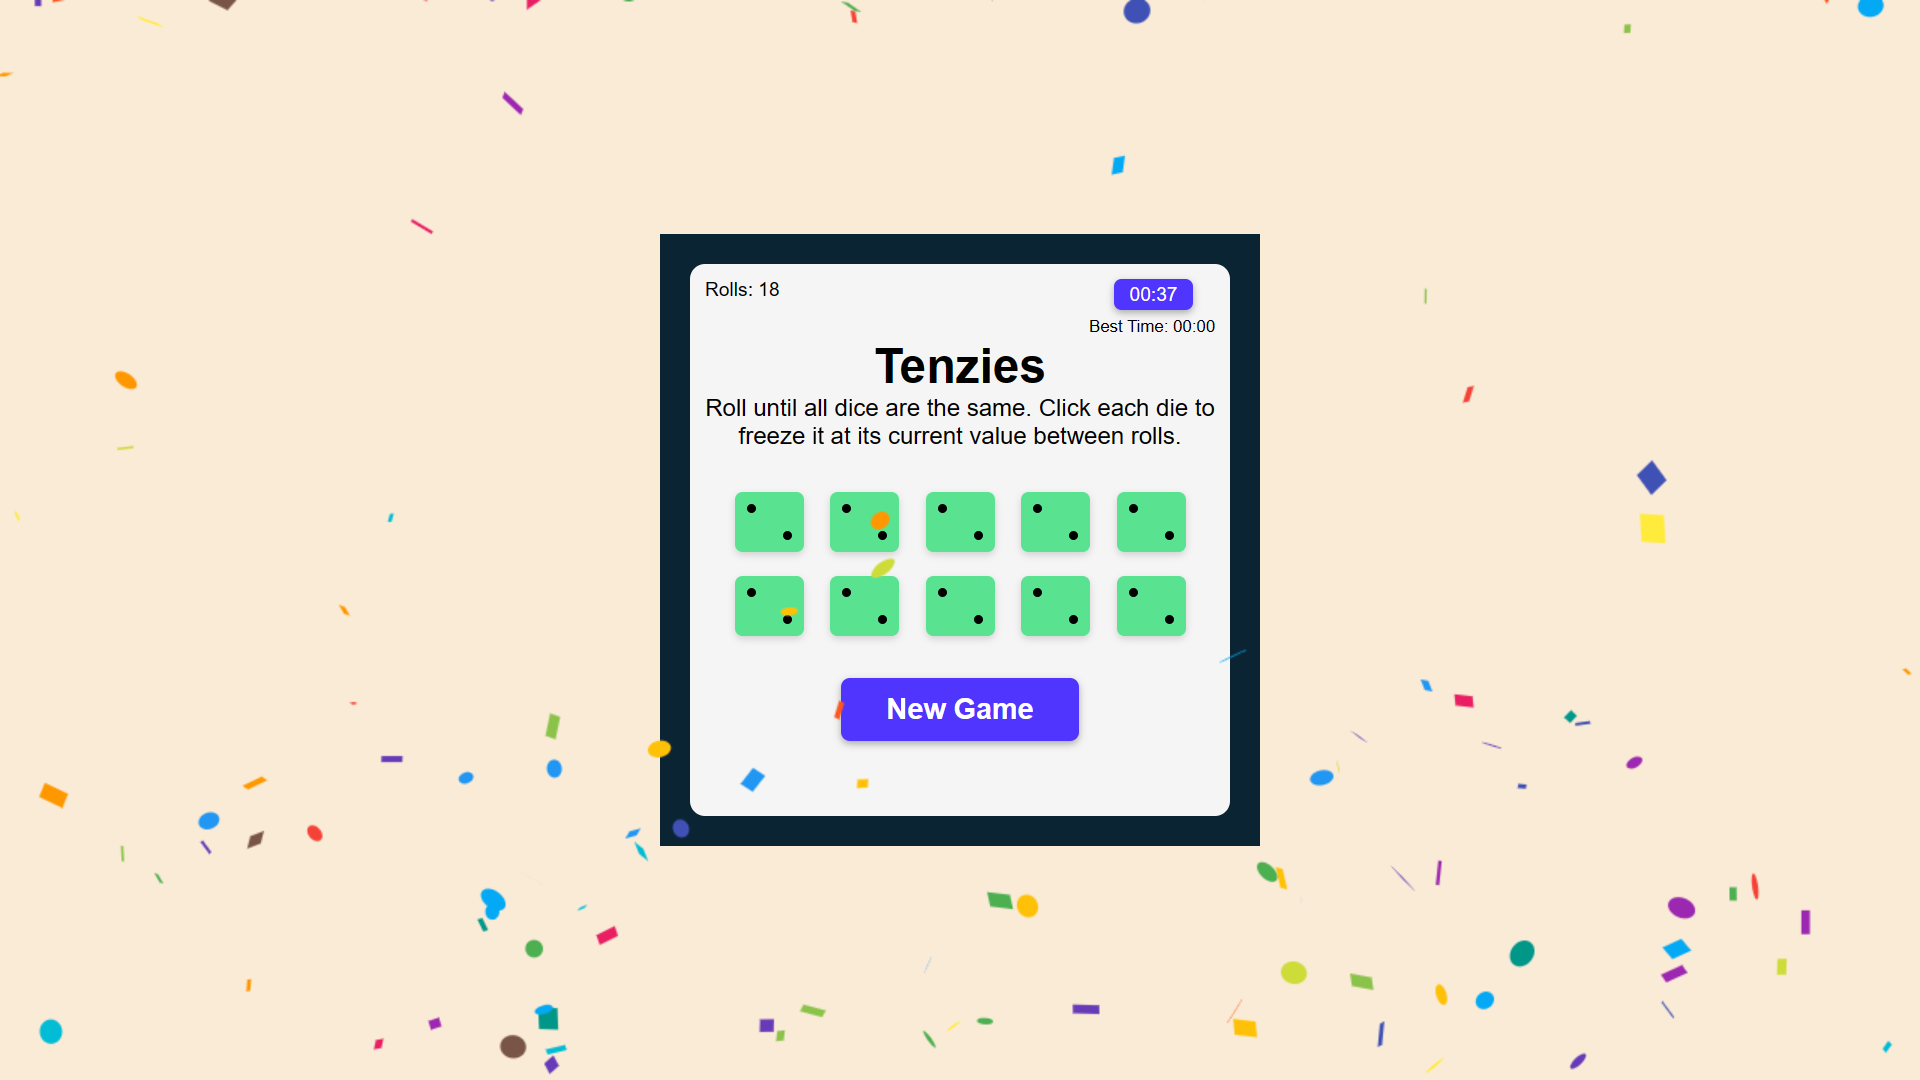 Rolls: 18
00:37
Best Time: 00:00
Tenzies
Roll until all dice are the same. Click each die to
freeze it at its current value between rolls.
New Game